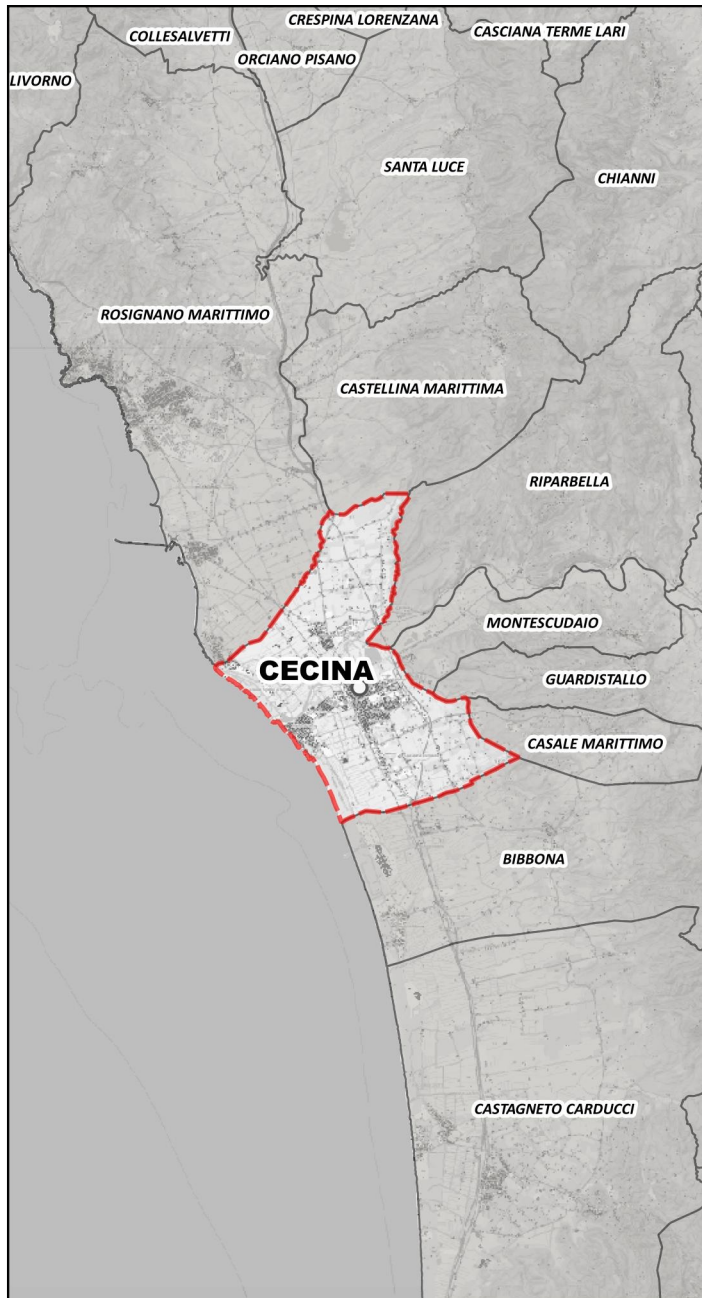 CRESPINA LORENZANA
COLLESALVETTI
CASCIANA TERME LARI
ORCIANO PISANO
LIVORNO
SANTA LUCE
CHIANNI
ROSIGNANO MARITTIMO
CASTELLINA MARITTIMA
RIPARBELLA
MONTESCUDAIO
CECINA
GUARDISTALLO
CASALE MARITTIMO
BIBBONA
CASTAGNETO CARDUCCI